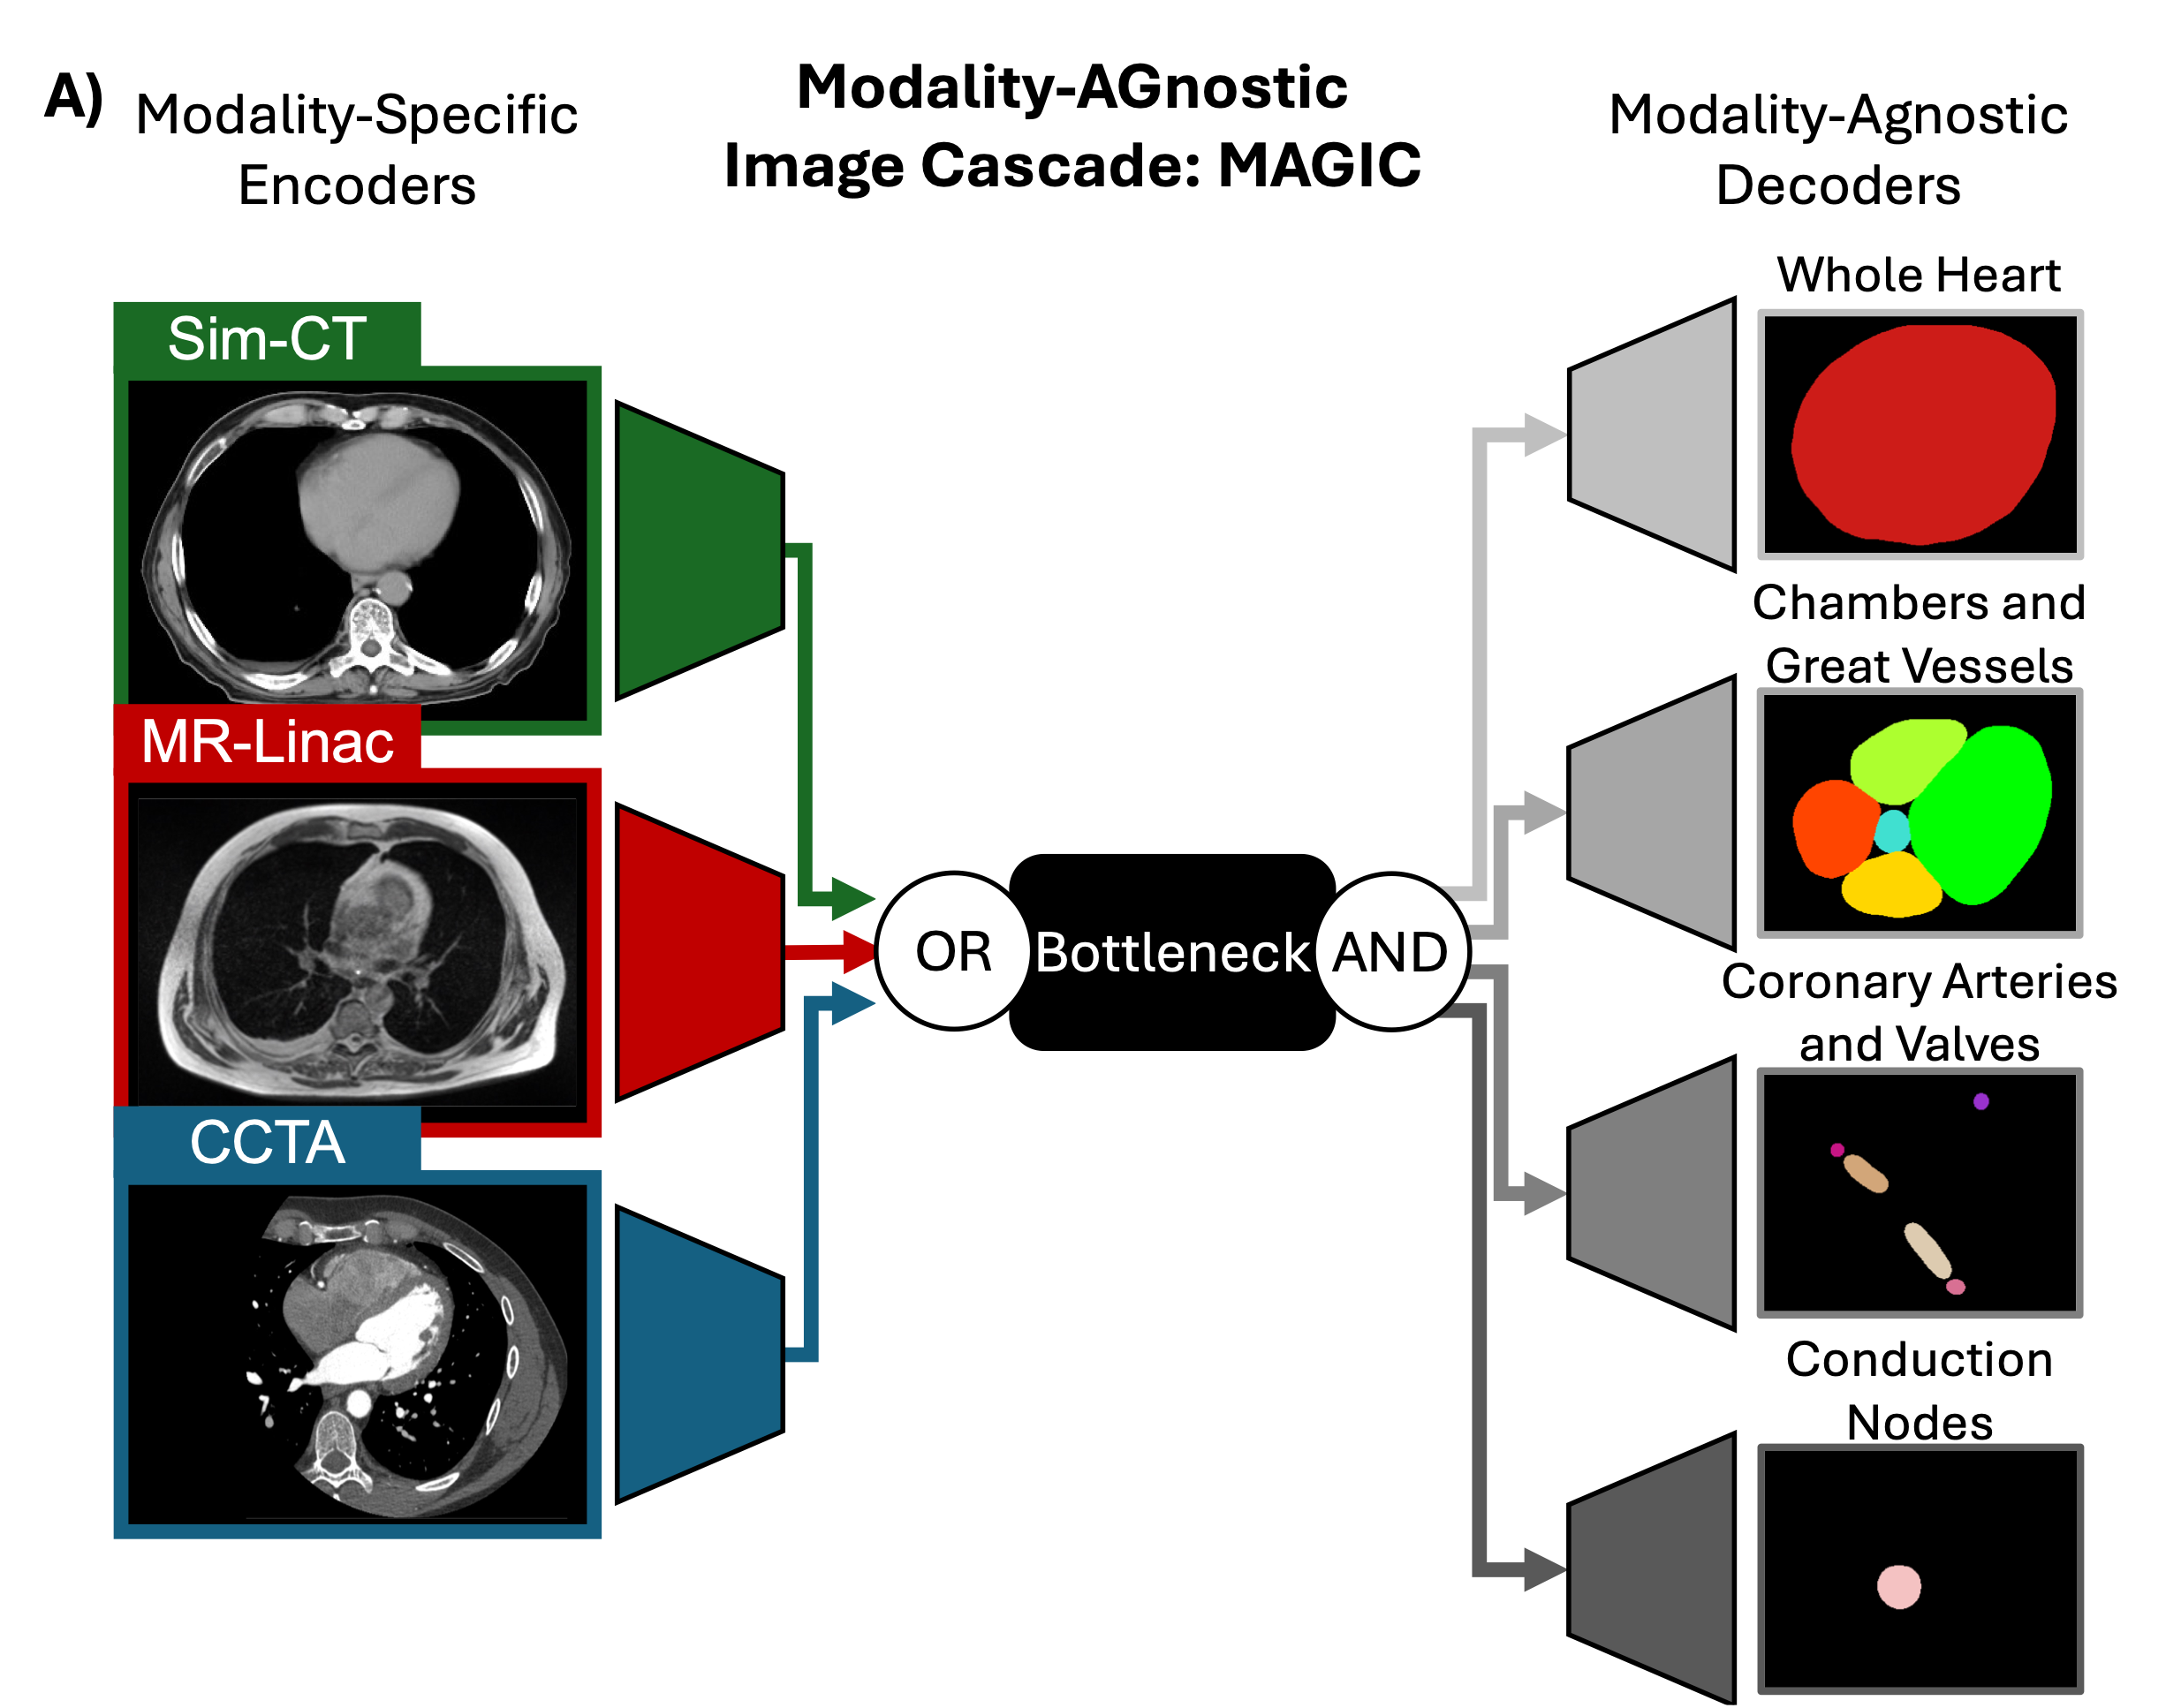 A)
Modality-Specific
Encoders
Modality-AGnostic
Image Cascade: MAGIC
Modality-Agnostic
Decoders
Sim-CT
MR-Linac
CCTA
OR
Bottleneck
AND
Whole Heart
Chambers and
Great Vessels
Coronary Arteries
and Valves
Conduction
Nodes